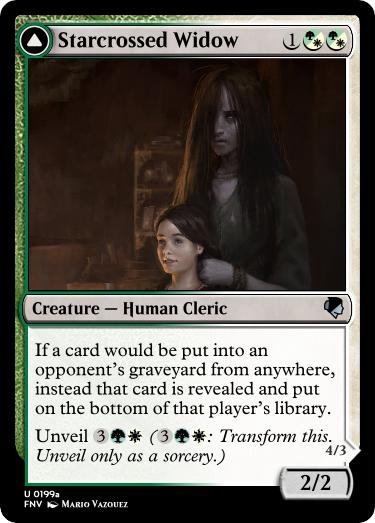 Starcrossed Widow 1
Creature — Human Cleric
If a card would be put into an
opponent's graveyard from anywhere,
instead that card is revealed and put
on the bottom of that player's library.
Unveil 3 (3: Transform this.
Unveil only as a sorcery.)
4/3
2/2
U 0199a
FNV Mario Vazquez